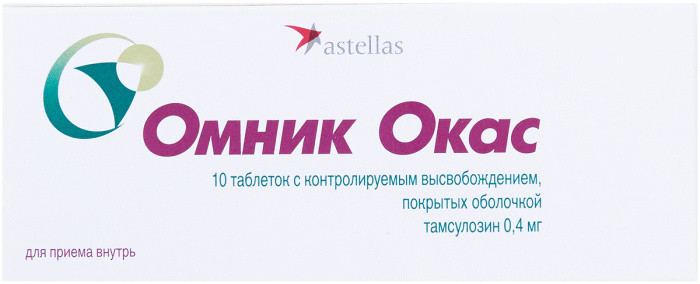 astellas
Омник Окас
10 таблеток с контролируемым высвобождением,
покрытых оболочкой
тамсулозин 0,4 мг
для приема внутрь